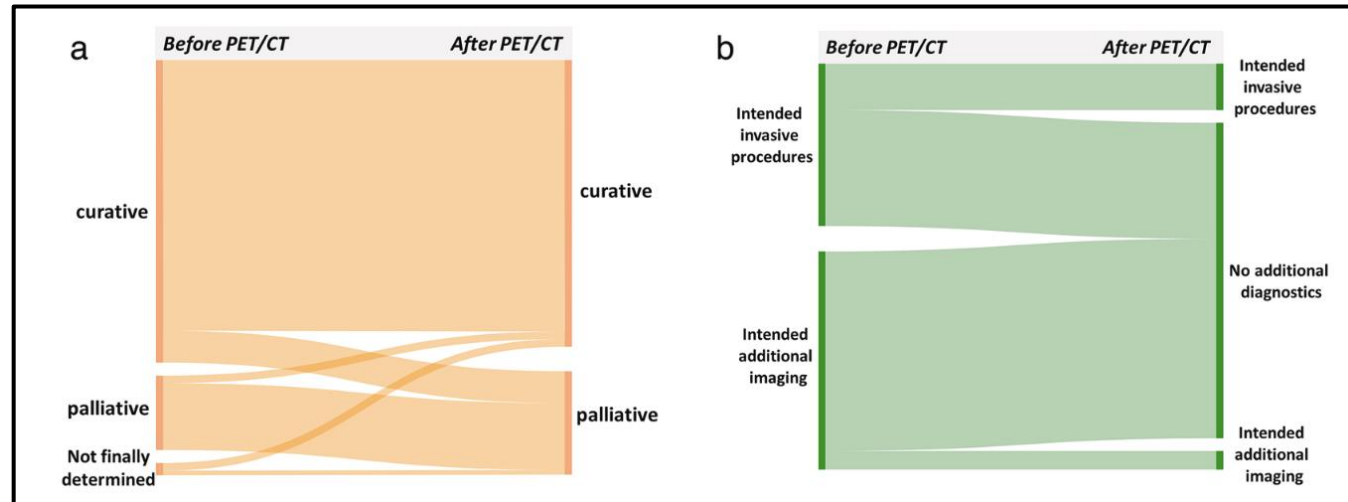 a
Before PET/CT
After PET/CT
curative
palliative
Not finally
determined
curative
palliative
b
Before PET/CT
After PET/CT
Intended
invasive
procedures
Intended
additional
imaging
Intended
invasive
procedures
No additional
diagnostics
Intended
additional
imaging